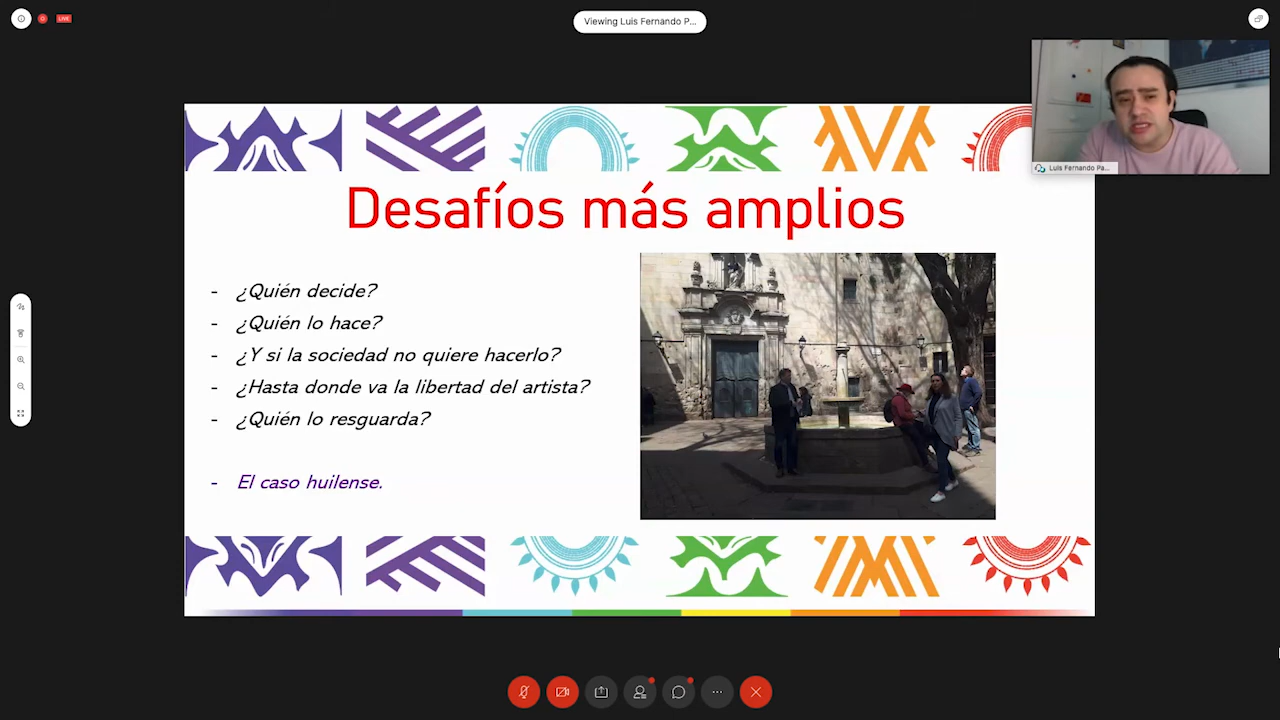 LIVE
Viewing Luis Fernando P...
Luis Fernando Pa...
Desafíos más amplios
- ¿Quién decide?
- ¿Quién lo hace?
- ¿Y si la sociedad no quiere hacerlo?
- ¿Hasta donde va la libertad del artista?
- ¿Quién lo resguarda?
- El caso huilense.